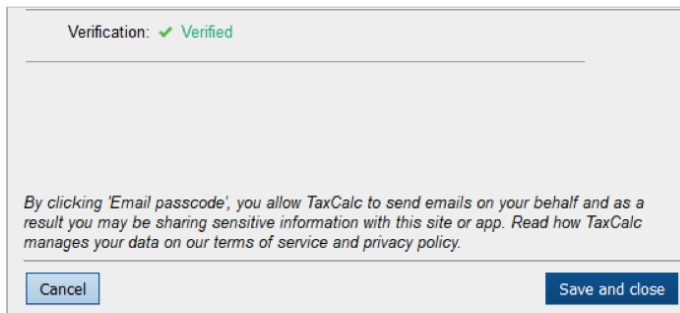 Verification: ✔ Verified
By clicking 'Email passcode', you allow TaxCalc to send emails on your behalf and as a
result you may be sharing sensitive information with this site or app. Read how TaxCalc
manages your data on our terms of service and privacy policy.
Cancel Save and close